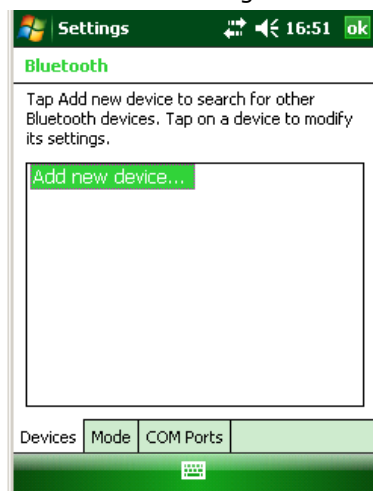 Settings 16:51 ok
Bluetooth
Tap Add new device to search for other
Bluetooth devices. Tap on a device to modify
its settings.
Add new device...
Devices Mode COM Ports